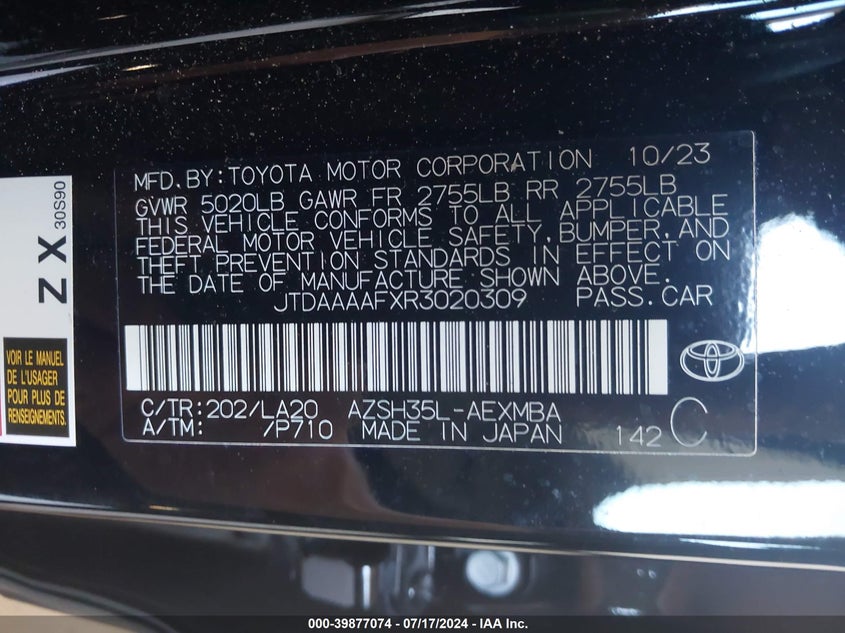 MFD.BY:TOYOTA MOTOR CORPORATION 10/23
GVWR 5020LB GAWR FR 2755LB RR 2755LB
THIS VEHICLE CONFORMS TO ALL APPLICABLE
FEDERAL MOTOR VEHICLE SAFETY,BUMPER,AND
THEFT PREVENTION STANDARDS IN EFFECT ON
THE DATE OF MANUFACTURE SHOWN ABOVE.
JTDAAAAFXR3020309 PASS.CAR
C/TR:202/LA20 AZSH35L-AEXMBA
A/TM: /P710 MADE IN JAPAN 142 C
ZX
30S90
VOIR LE MANUEL
DE L'USAGER
POUR PLUS DE
RENSEIGNEMENTS.
000-39877074 / 07/17/2024 - IAA Inc.